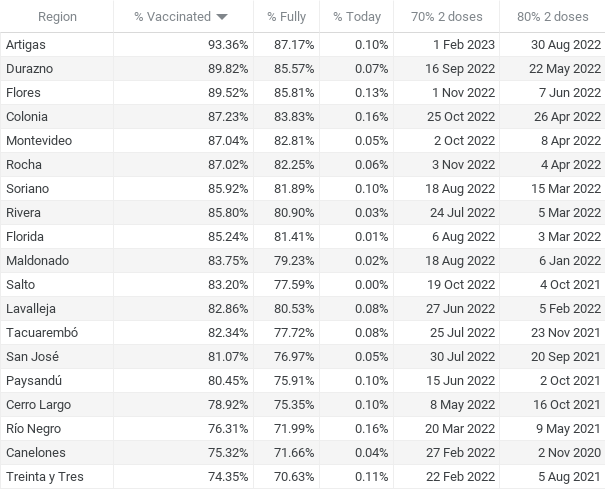 Region % Vaccinated % Fully % Today 70% 2 doses 80% 2 doses
Artigas 93.36% 87.17% 0.10% 1 Feb 2023 30 Aug 2022
Durazno 89.82% 85.57% 0.07% 16 Sep 2022 22 May 2022
Flores 89.52% 85.81% 0.13% 1 Nov 2022 7 Jun 2022
Colonia 87.23% 83.83% 0.16% 25 Oct 2022 26 Apr 2022
Montevideo 87.04% 82.81% 0.05% 2 Oct 2022 8 Apr 2022
Rocha 87.02% 82.25% 0.06% 3 Nov 2022 4 Apr 2022
Soriano 85.92% 81.89% 0.10% 18 Aug 2022 15 Mar 2022
Rivera 85.80% 80.90% 0.03% 24 Jul 2022 5 Mar 2022
Florida 85.24% 81.41% 0.01% 6 Aug 2022 3 Mar 2022
Maldonado 83.75% 79.23% 0.02% 18 Aug 2022 6 Jan 2022
Salto 83.20% 77.59% 0.00% 19 Oct 2022 4 Oct 2021
Lavalleja 82.86% 80.53% 0.08% 27 Jun 2022 5 Feb 2022
Tacuarembó 82.34% 77.72% 0.08% 25 Jul 2022 23 Nov 2021
San José 81.07% 76.97% 0.05% 30 Jul 2022 20 Sep 2021
Paysandú 80.45% 75.91% 0.10% 15 Jun 2022 2 Oct 2021
Cerro Largo 78.92% 75.35% 0.10% 8 May 2022 16 Oct 2021
Río Negro 76.31% 71.99% 0.16% 20 Mar 2022 9 May 2021
Canelones 75.32% 71.66% 0.04% 27 Feb 2022 2 Nov 2020
Treinta y Tres 74.35% 70.63% 0.11% 22 Feb 2022 5 Aug 2021